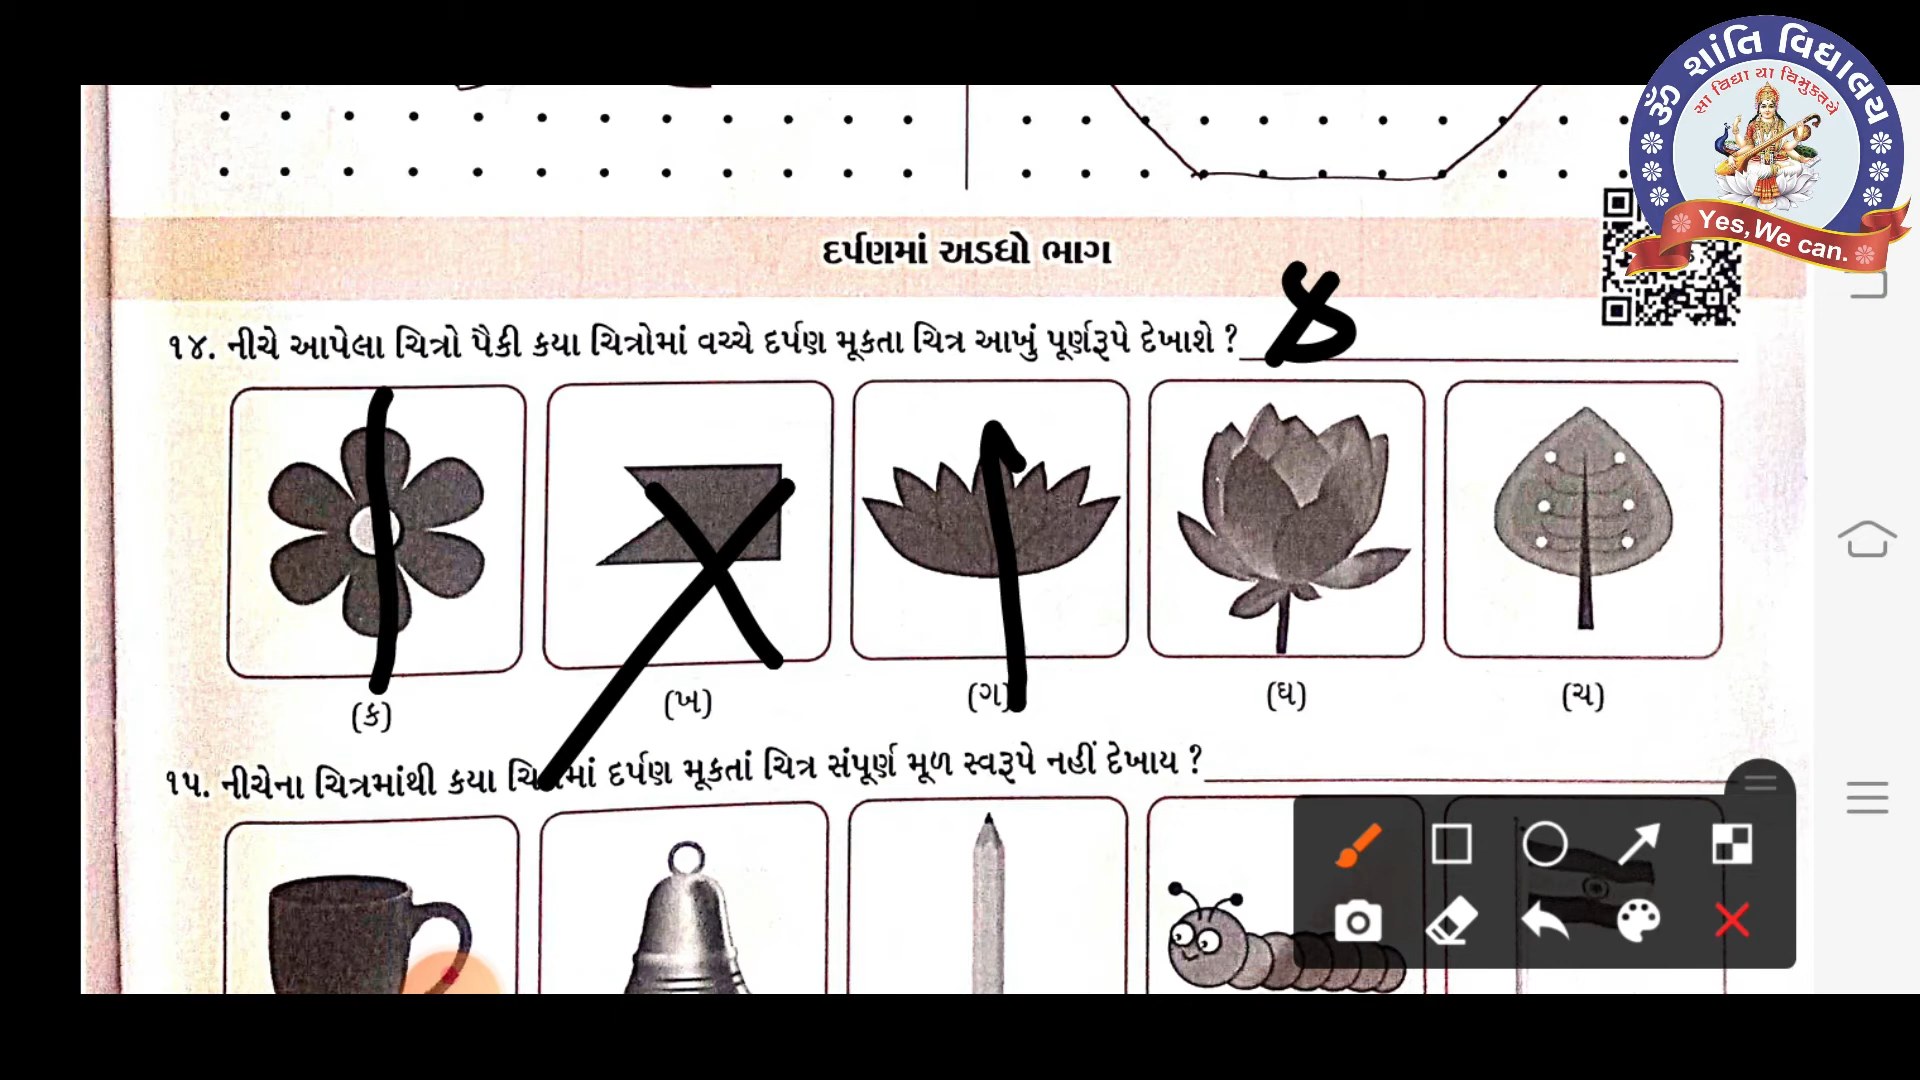 ૐ શાંતિ વિદ્યાલય
સા વિદ્યા યા વિમુક્તયે
Yes,We can.
દર્પણમાં અડધો ભાગ
૧૪. નીચે આપેલા ચિત્રો પૈકી કયા ચિત્રોમાં વચ્ચે દર્પણ મૂકતા ચિત્ર આખું પૂર્ણરૂપે દેખાશે ? ક
(ક) (ખ) (ગ) (ઘ) (ચ)
૧૫. નીચેના ચિત્રમાંથી કયા ચિત્રમાં દર્પણ મૂકતાં ચિત્ર સંપૂર્ણ મૂળ સ્વરૂપે નહીં દેખાય ?